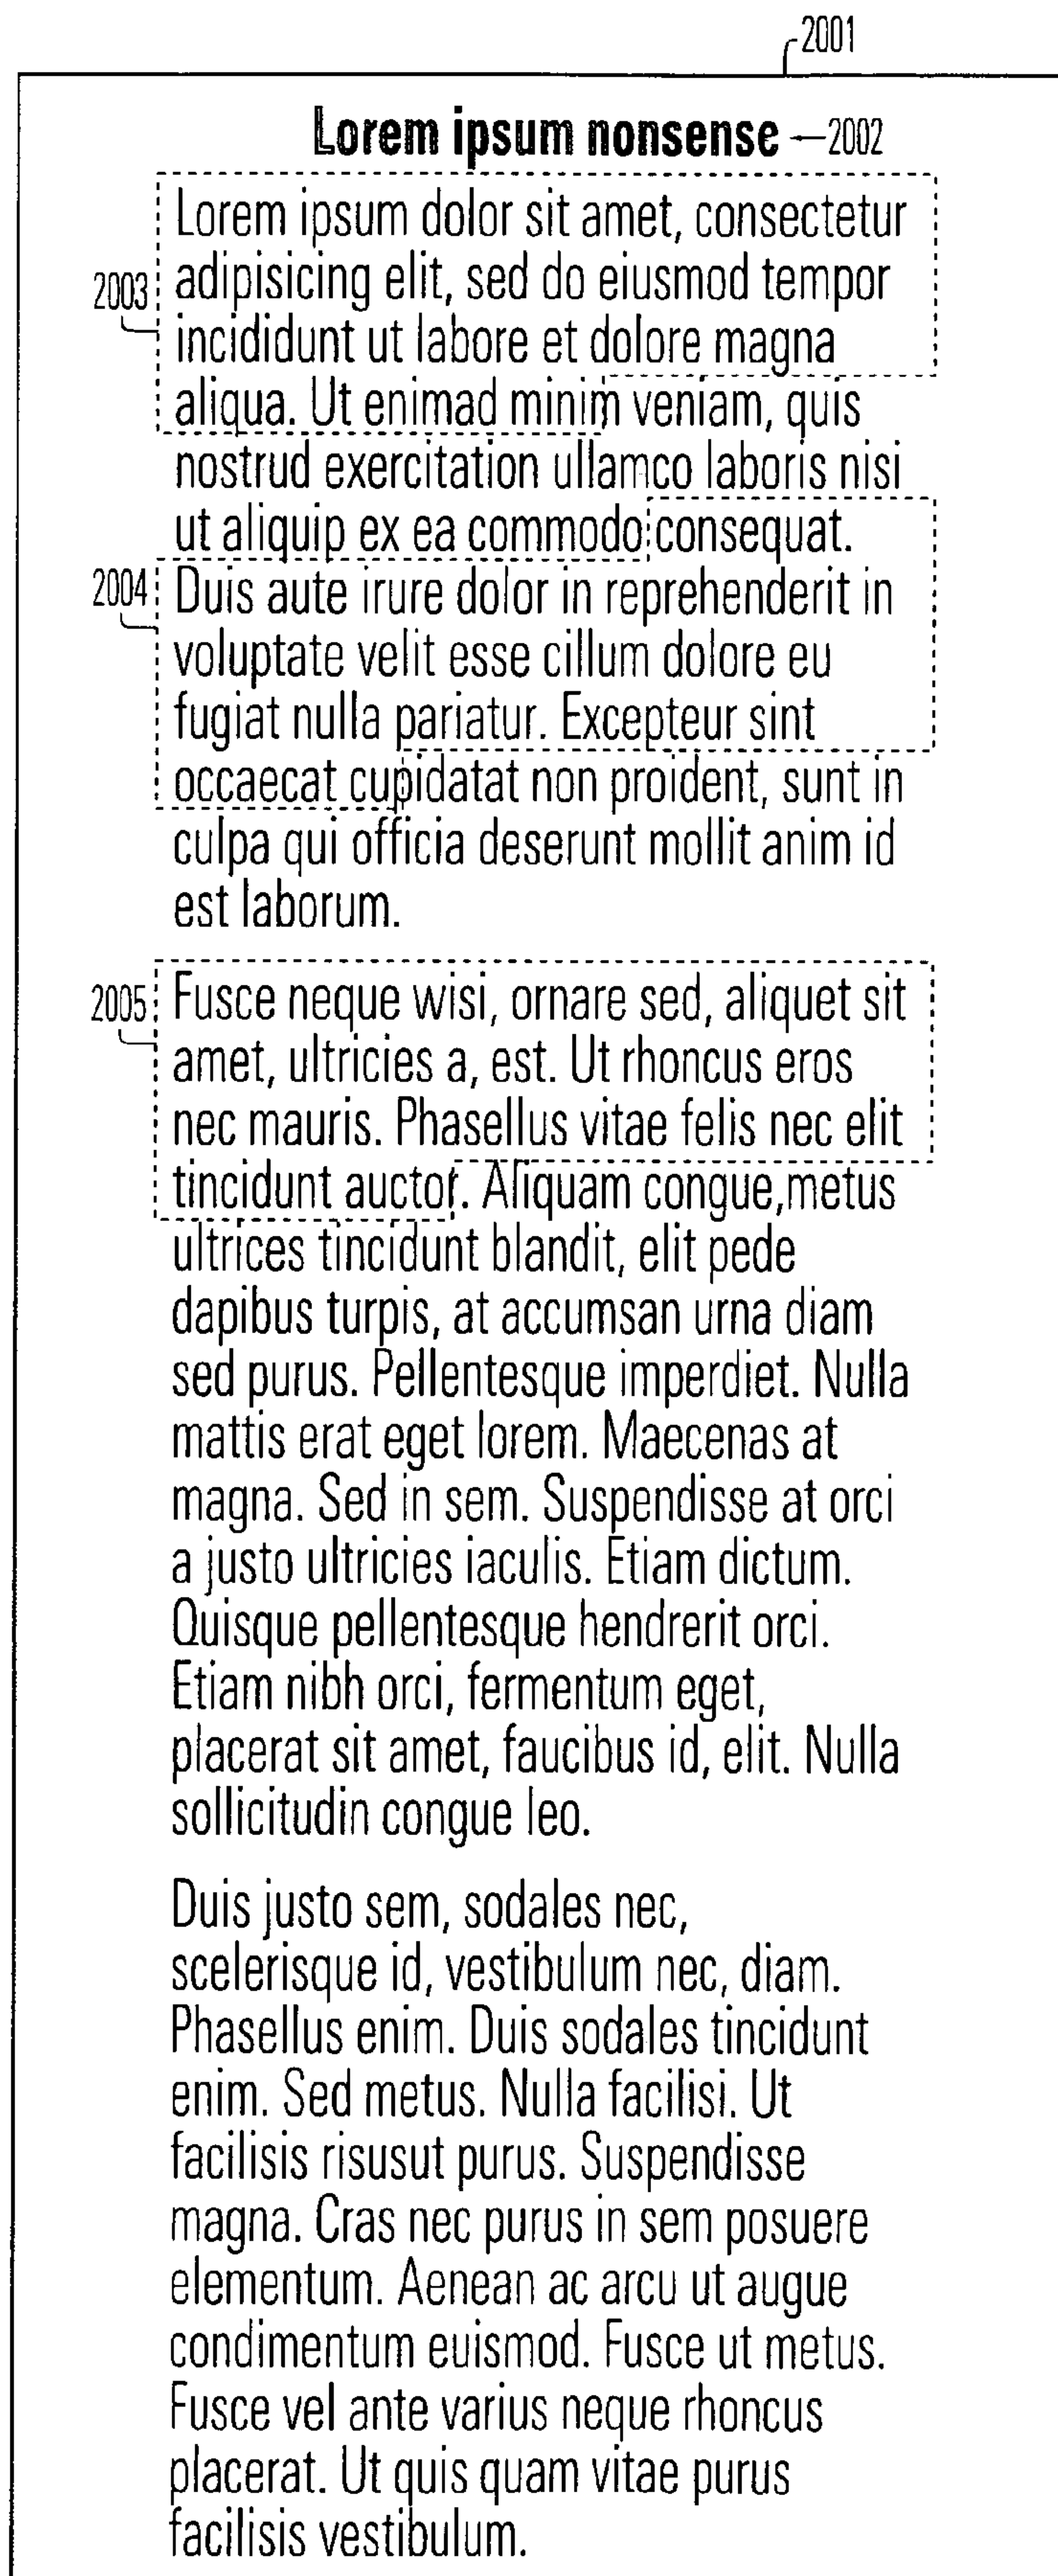 2001
Lorem ipsum nonsense 2002
Lorem ipsum dolor sit amet, consectetur
2003 adipisicing elit, sed do eiusmod tempor
incididunt ut labore et dolore magna
aliqua. Ut enimad minim veniam, quis
nostrud exercitation ullamco laboris nisi
ut aliquip ex ea commodo consequat.
2004 Duis aute irure dolor in reprehenderit in
voluptate velit esse cillum dolore eu
fugiat nulla pariatur. Excepteur sint
occaecat cupidatat non proident, sunt in
culpa qui officia deserunt mollit anim id
est laborum.
2005 Fusce neque wisi, ornare sed, aliquet sit
amet, ultricies a, est. Ut rhoncus eros
nec mauris. Phasellus vitae felis nec elit
tincidunt auctor. Aliquam congue,metus
ultrices tincidunt blandit, elit pede
dapibus turpis, at accumsan urna diam
sed purus. Pellentesque imperdiet. Nulla
mattis erat eget lorem. Maecenas at
magna. Sed in sem. Suspendisse at orci
a justo ultricies iaculis. Etiam dictum.
Quisque pellentesque hendrerit orci.
Etiam nibh orci, fermentum eget,
placerat sit amet, faucibus id, elit. Nulla
sollicitudin congue leo.
Duis justo sem, sodales nec,
scelerisque id, vestibulum nec, diam.
Phasellus enim. Duis sodales tincidunt
enim. Sed metus. Nulla facilisi. Ut
facilisis risusut purus. Suspendisse
magna. Cras nec purus in sem posuere
elementum. Aenean ac arcu ut augue
condimentum euismod. Fusce ut metus.
Fusce vel ante varius neque rhoncus
placerat. Ut quis quam vitae purus
facilisis vestibulum.